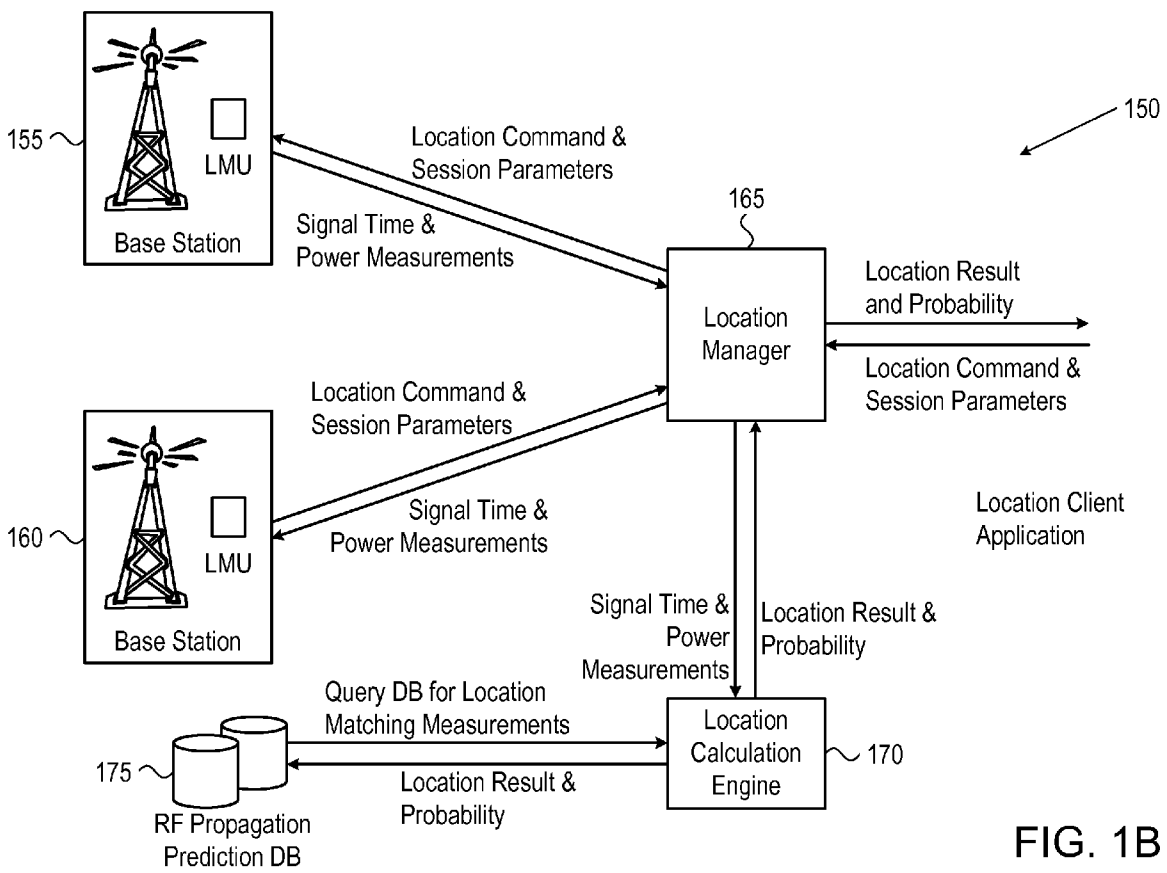 155
LMU
Base Station
Location Command &
Session Parameters
Signal Time &
Power Measurements
150
165
Location
Manager
Location Result
and Probability
Location Command &
Session Parameters
160
LMU
Base Station
Location Command &
Session Parameters
Signal Time &
Power Measurements
Location Client
Application
Signal Time &
Power
Measurements
Location Result &
Probability
175
RF Propagation
Prediction DB
Query DB for Location
Matching Measurements
Location Result &
Probability
Location
Calculation
Engine
170
FIG. 1B